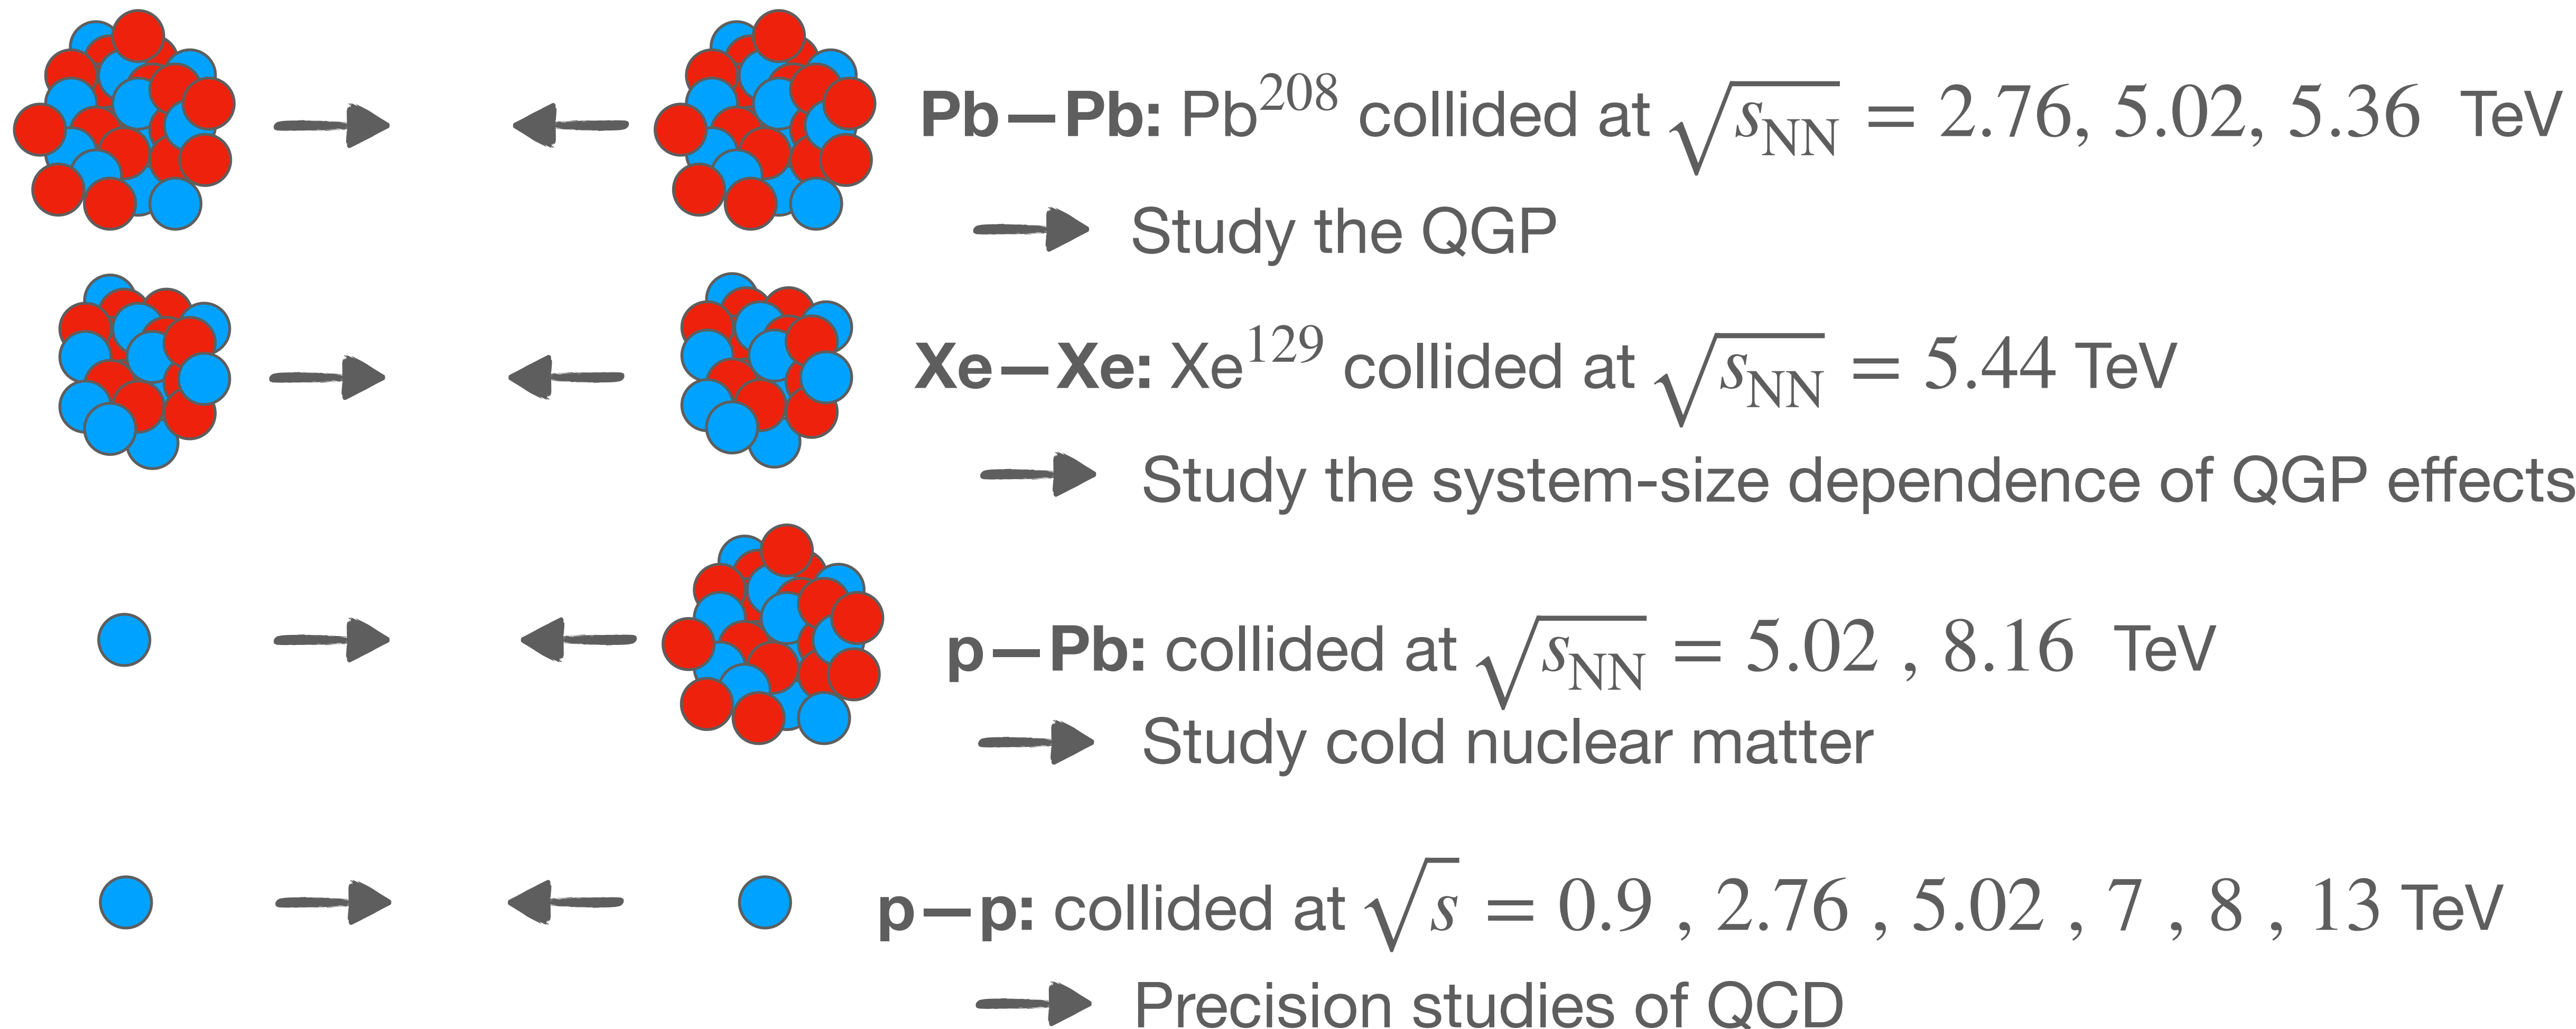 Pb—Pb: Pb²⁰⁸ collided at √s_NN = 2.76, 5.02, 5.36 TeV
Study the QGP
Xe—Xe: Xe¹²⁹ collided at √s_NN = 5.44 TeV
Study the system-size dependence of QGP effects
p—Pb: collided at √s_NN = 5.02 , 8.16 TeV
Study cold nuclear matter
p—p: collided at √s = 0.9 , 2.76 , 5.02 , 7 , 8 , 13 TeV
Precision studies of QCD